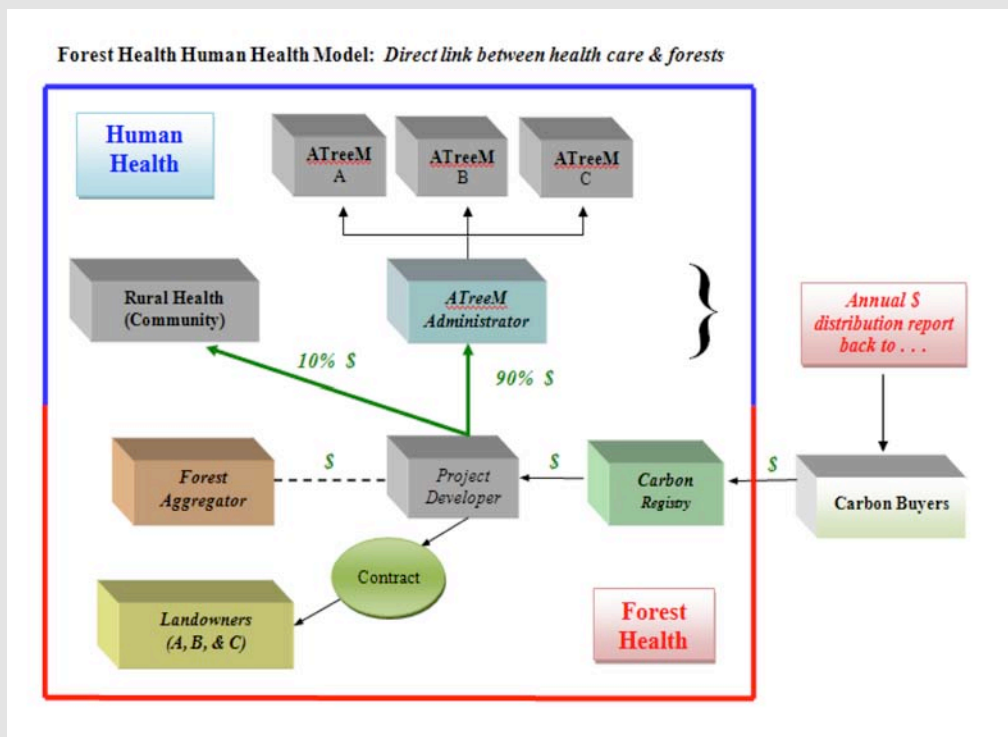 Forest Health Human Health Model: Direct link between health care & forests
Human
Health
ATreeM
A
ATreeM
B
ATreeM
C
Rural Health
(Community)
ATreeM
Administrator
}
Annual $
distribution report
back to . . .
10% $
90% $
Forest
Aggregator
$
Project
Developer
$
Carbon
Registry
$
Carbon Buyers
Contract
Landowners
(A, B, & C)
Forest
Health